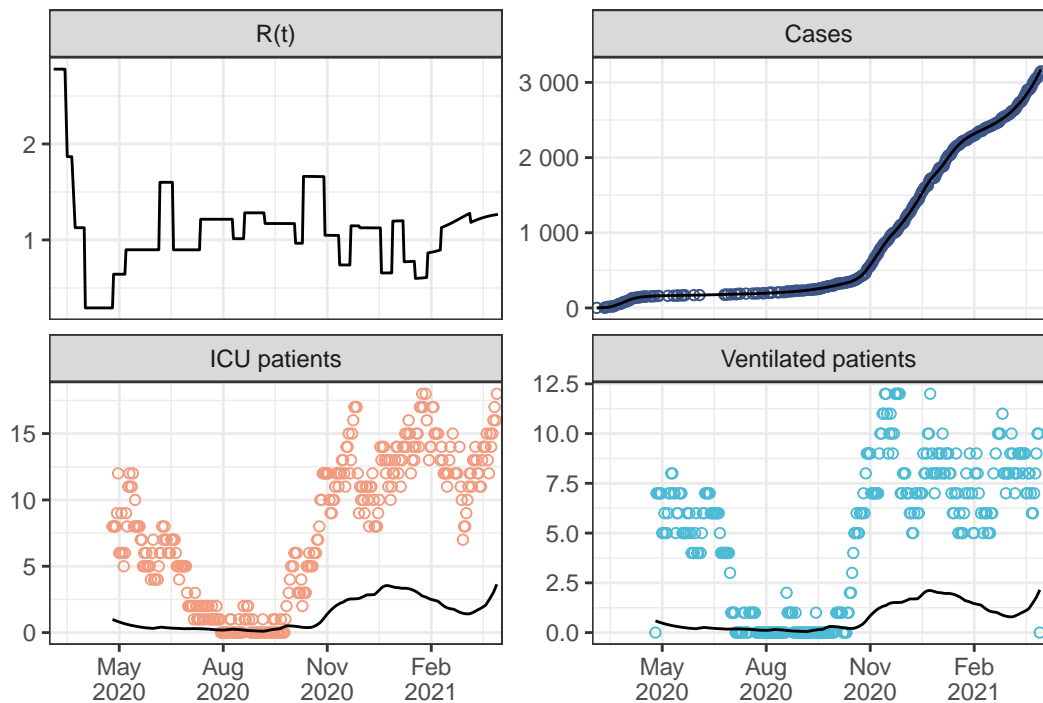 R(t)
Cases
2
1
3 000
2 000
1 000
0
ICU patients
Ventilated patients
15
10
5
0
12.5
10.0
7.5
5.0
2.5
0.0
May Aug Nov Feb
2020 2020 2020 2021
May Aug Nov Feb
2020 2020 2020 2021